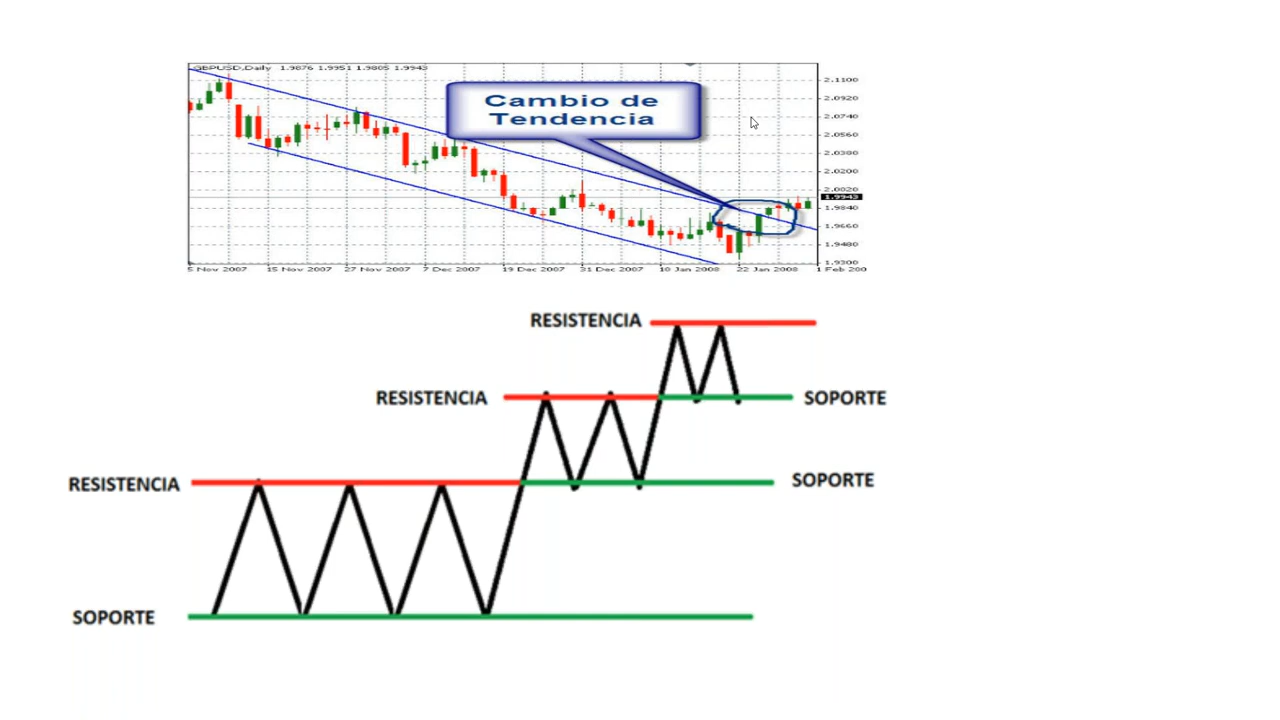 GBPUSD,Daily 1.9876 1.9951 1.9805 1.9943
Cambio de
Tendencia
2.1100
2.0920
2.0740
2.0560
2.0380
2.0200
2.0020
1.9943
1.9840
1.9660
1.9480
1.9300
5 Nov 2007 15 Nov 2007 27 Nov 2007 7 Dec 2007 19 Dec 2007 31 Dec 2007 10 Jan 2008 22 Jan 2008 1 Feb 200
RESISTENCIA
RESISTENCIA
SOPORTE
RESISTENCIA
SOPORTE
SOPORTE